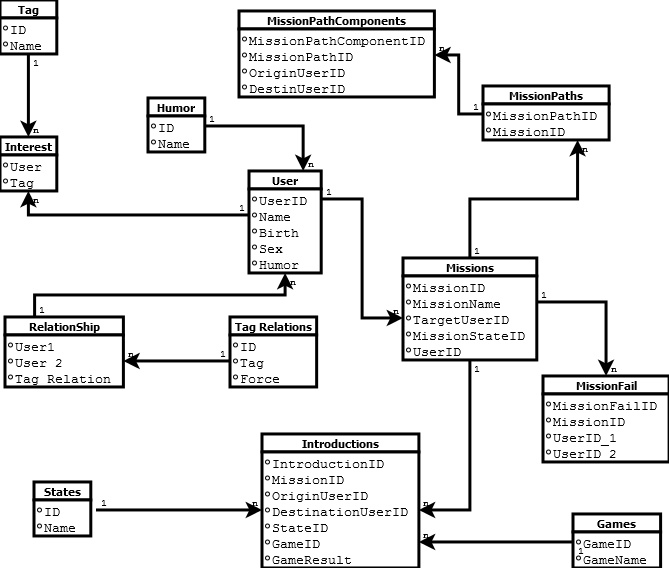 Tag
ID
Name
1
n
Interest
User
Tag
n
MissionPathComponents
MissionPathComponentID
MissionPathID
OriginUserID
DestinUserID
n
1
MissionPaths
MissionPathID
MissionID
n
Humor
ID
Name
1
n
User
UserID
Name
Birth
Sex
Humor
1
1
n
1
n
Missions
MissionID
MissionName
TargetUserID
MissionStateID
UserID
1
1
1
n
MissionFail
MissionFailID
MissionID
UserID_1
UserID_2
1
RelationShip
User1
User 2
Tag Relation
n
1
Tag Relations
ID
Tag
Force
Introductions
IntroductionID
MissionID
OriginUserID
DestinationUserID
StateID
GameID
GameResult
n
n
n
States
ID
Name
1
Games
GameID
1
GameName